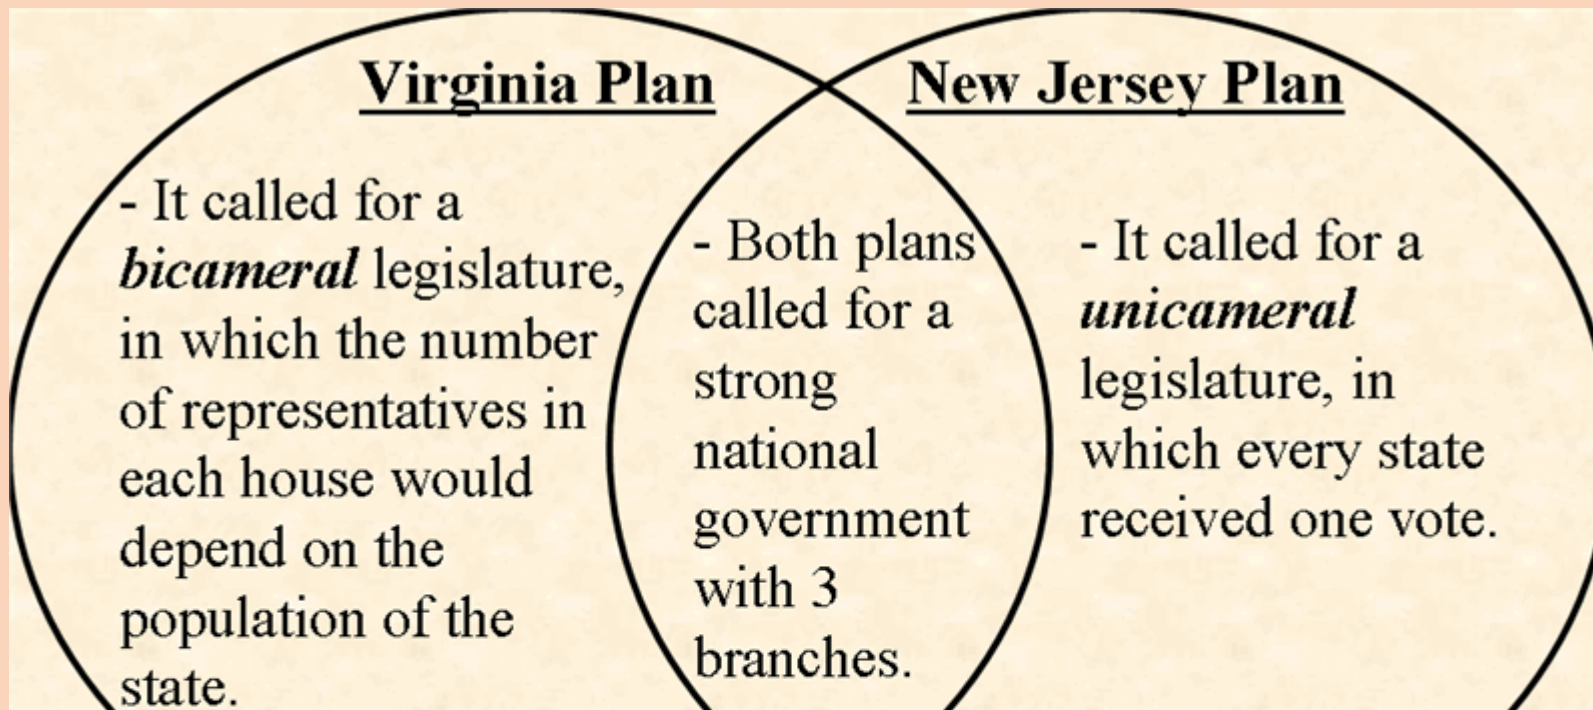 Virginia Plan
- It called for a
bicameral legislature,
in which the number
of representatives in
each house would
depend on the
population of the
state.
- Both plans
called for a
strong
national
government
with 3
branches.
New Jersey Plan
- It called for a
unicameral
legislature, in
which every state
received one vote.